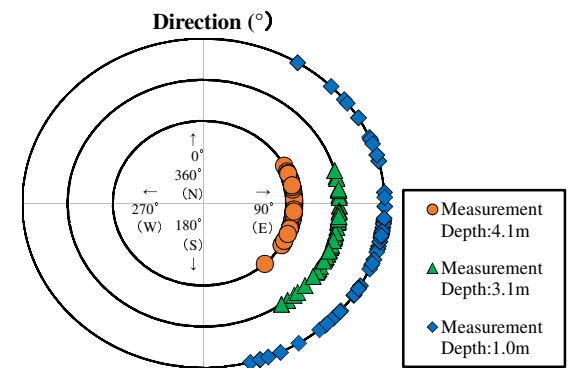 Direction (°)
↑
0°
360°
(N)
←
270°
(W)
→
90°
(E)
180°
(S)
↓
Measurement
Depth:4.1m
Measurement
Depth:3.1m
Measurement
Depth:1.0m